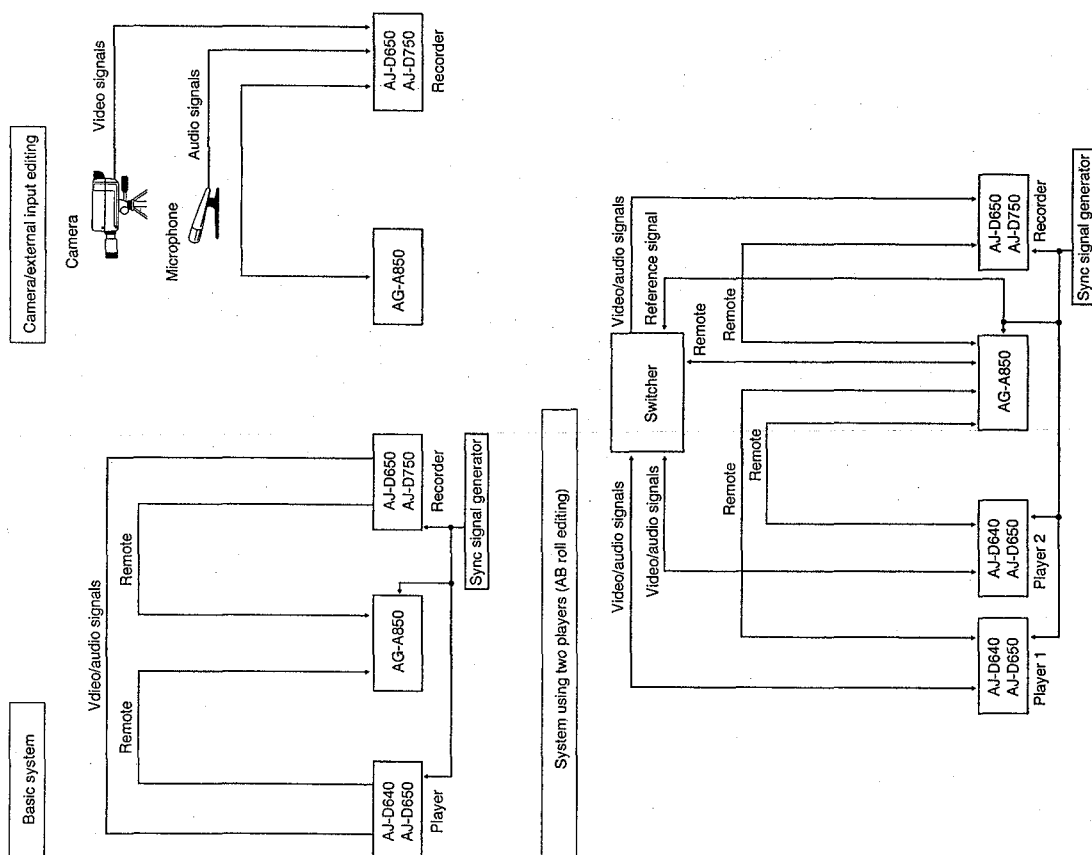 Basic system
Vdieo/audio signals
Remote
Remote
AJ-D640
AJ-D650
Player
AG-A850
AJ-D650
AJ-D750
Recorder
Sync signal generator
Camera/external input editing
Camera
Video signals
Microphone
Audio signals
AG-A850
AJ-D650
AJ-D750
Recorder
System using two players (AB roll editing)
Video/audio signals
Video/audio signals
Switcher
Video/audio signals
Reference signal
Remote
Remote
Remote
Remote
AJ-D640
AJ-D650
Player 1
AJ-D640
AJ-D650
Player 2
AG-A850
AJ-D650
AJ-D750
Recorder
Sync signal generator